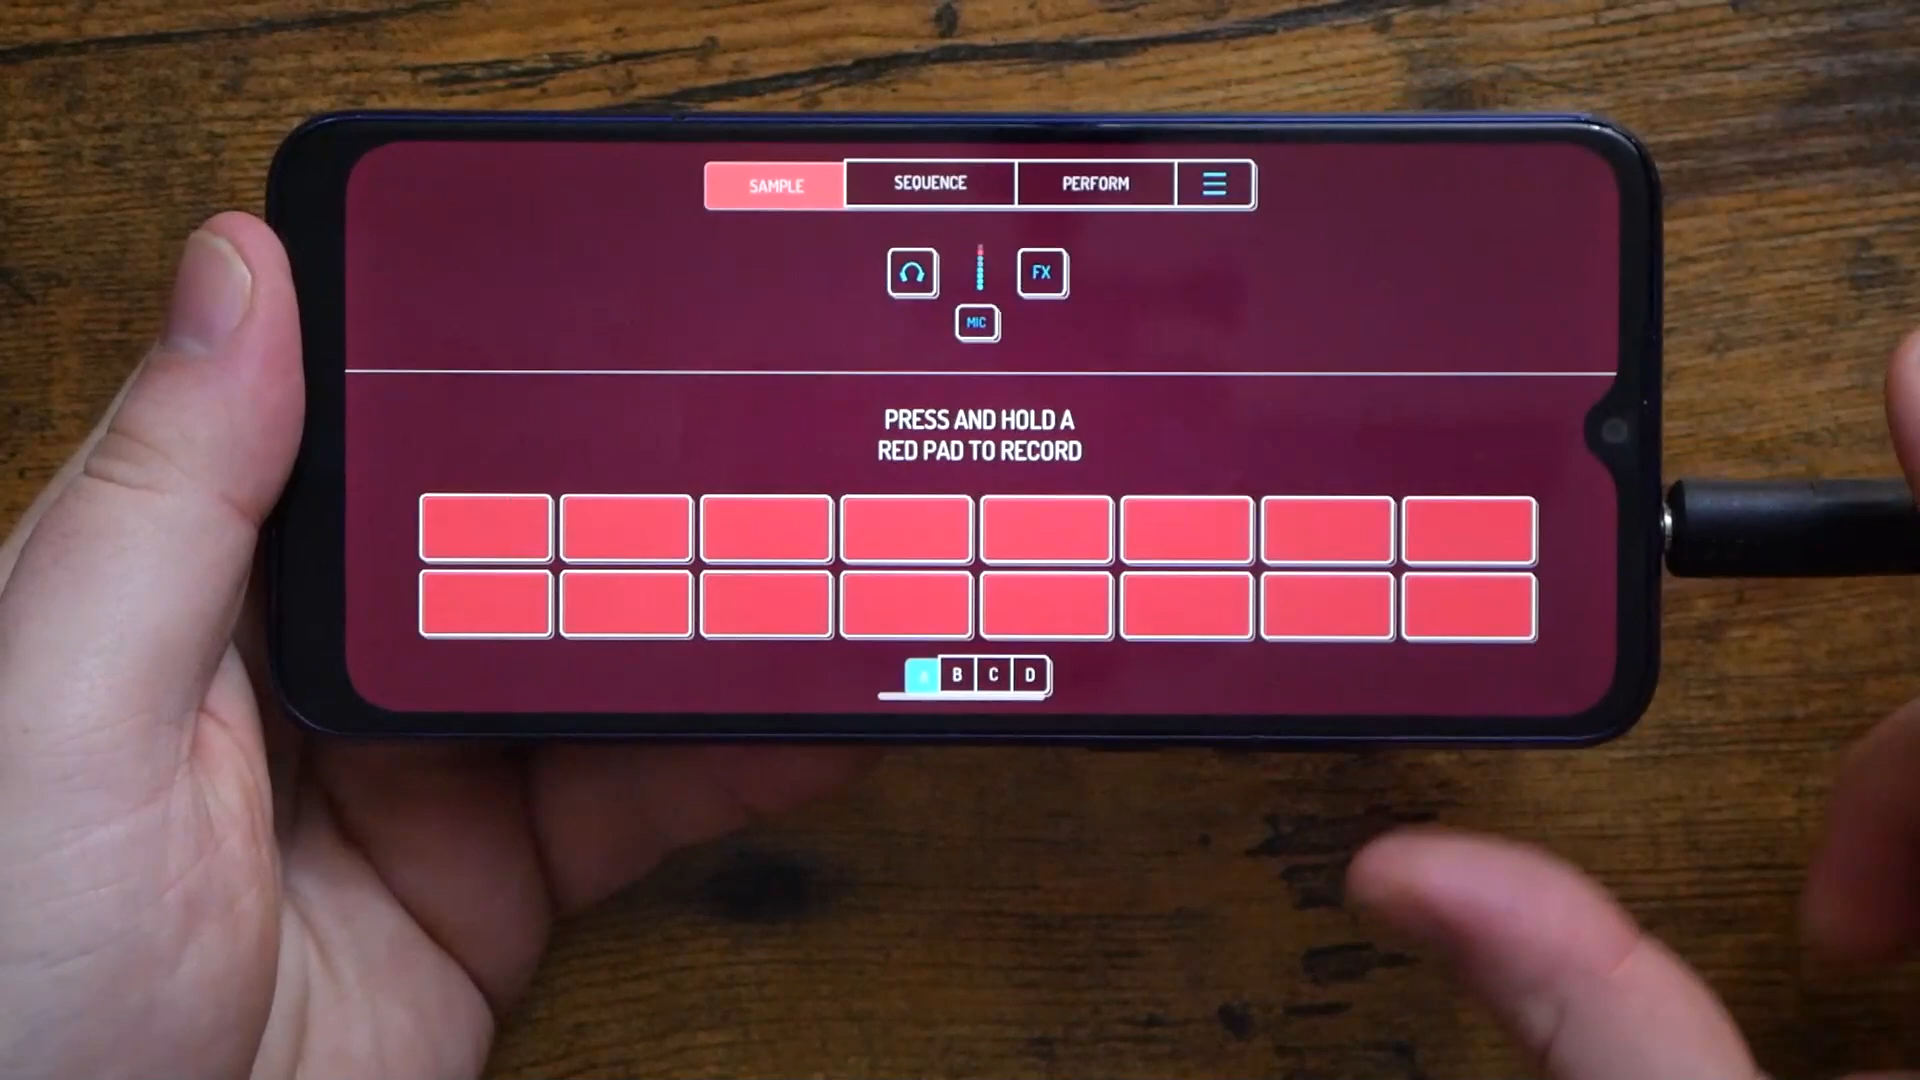 SAMPLE SEQUENCE PERFORM
FX
MIC
PRESS AND HOLD A
RED PAD TO RECORD
A B C D